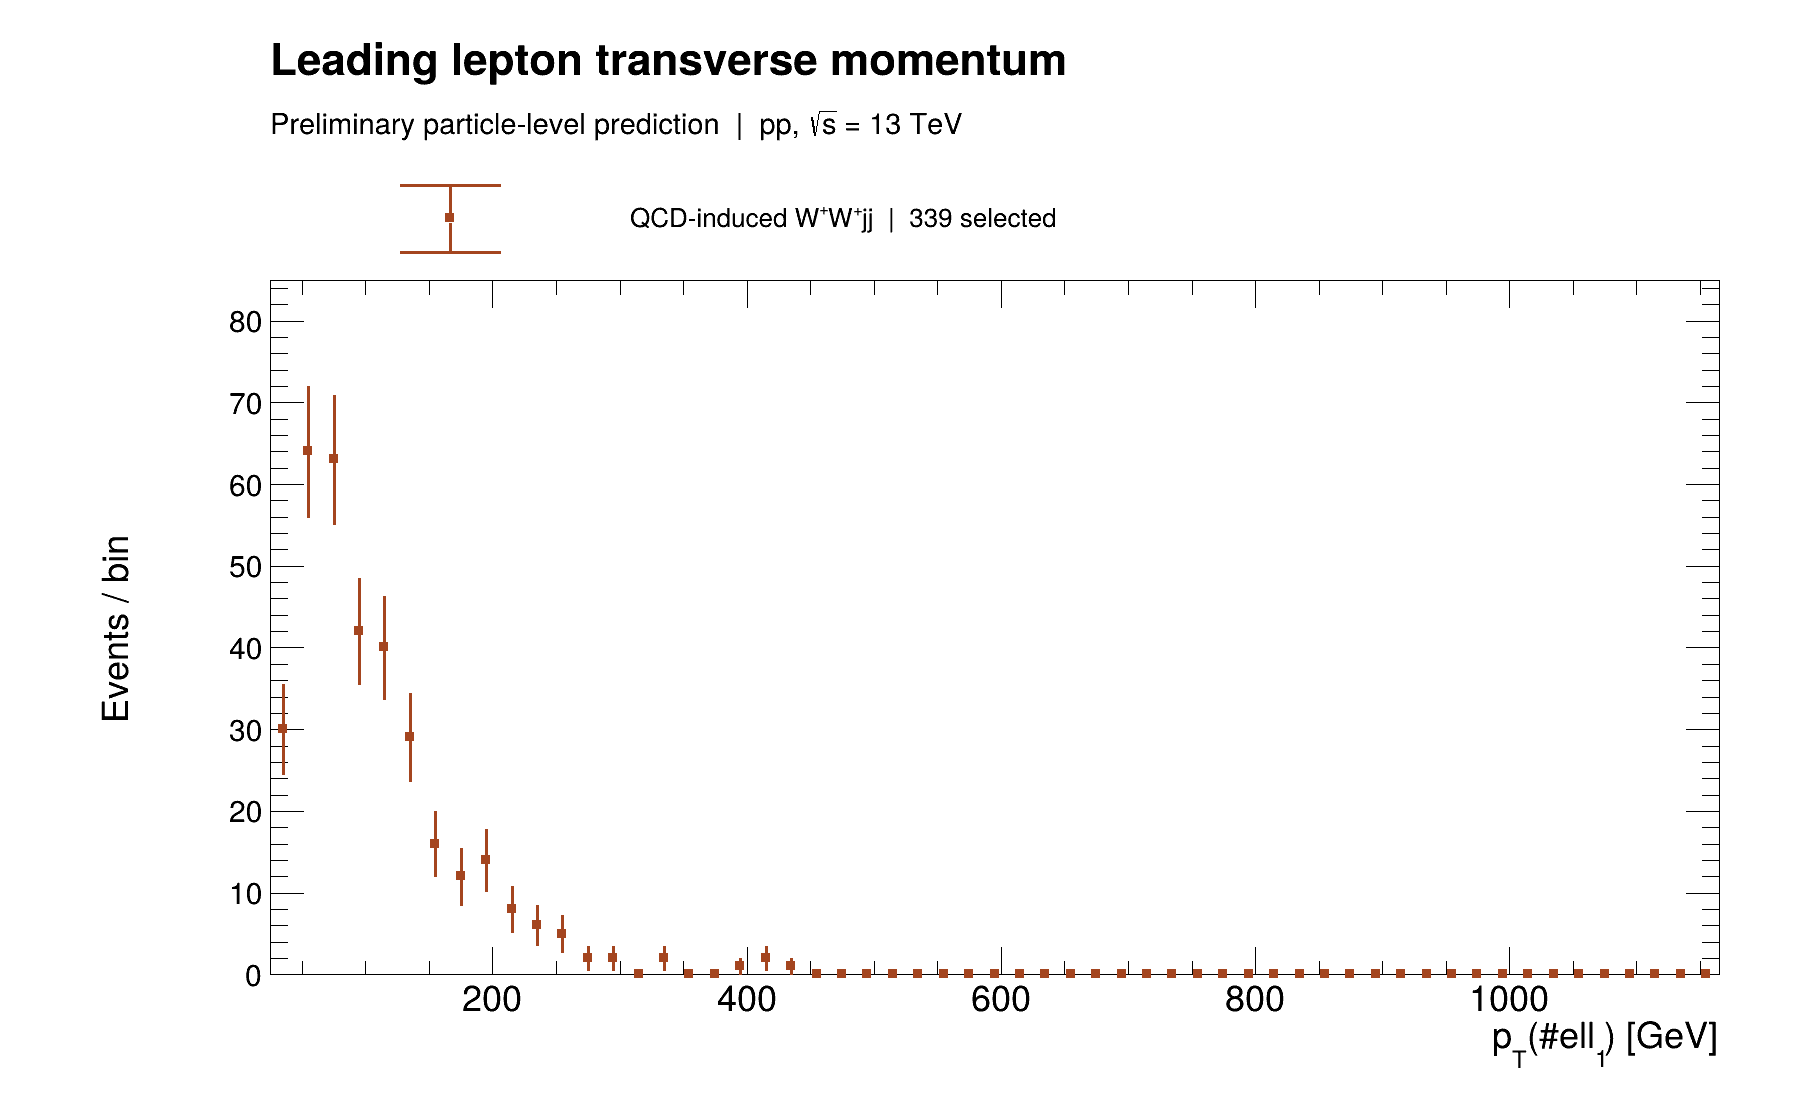 Leading lepton transverse momentum
Preliminary particle-level prediction | pp, √s = 13 TeV
QCD-induced W⁺W⁺jj | 339 selected
80
70
60
50
40
30
20
10
0
Events / bin
200 400 600 800 1000
p_T(#ell_1) [GeV]